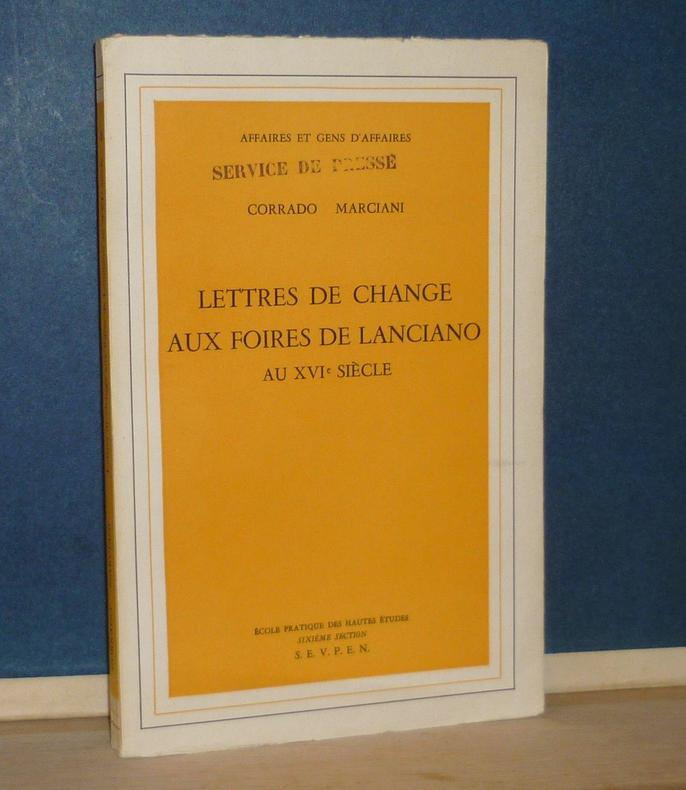 AFFAIRES ET GENS D'AFFAIRES
SERVICE DE PRESSE
CORRADO MARCIANI
LETTRES DE CHANGE
AUX FOIRES DE LANCIANO
AU XVIe SIÈCLE
ÉCOLE PRATIQUE DES HAUTES ÉTUDES
SIXIÈME SECTION
S. E. V. P. E. N.